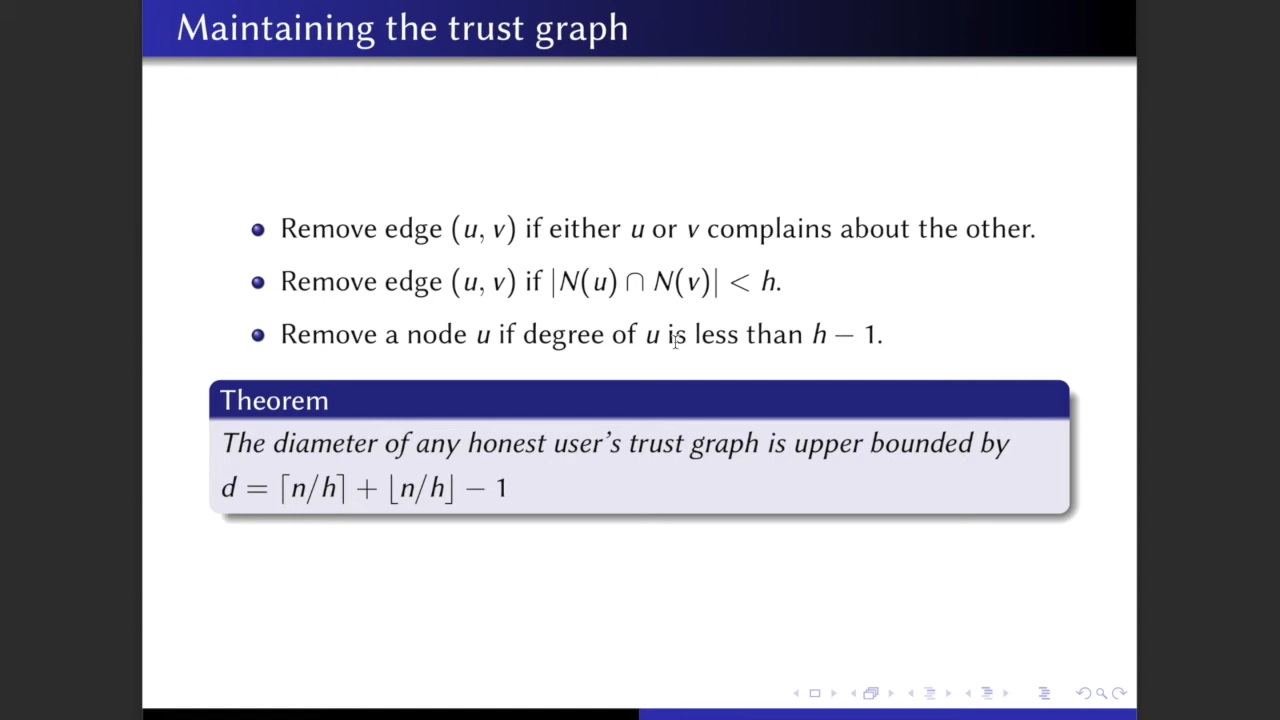 Maintaining the trust graph
Remove edge (u, v) if either u or v complains about the other.
Remove edge (u, v) if |N(u) ∩ N(v)| < h.
Remove a node u if degree of u is less than h − 1.
Theorem
The diameter of any honest user's trust graph is upper bounded by
d = ⌈n/h⌉ + ⌊n/h⌋ − 1